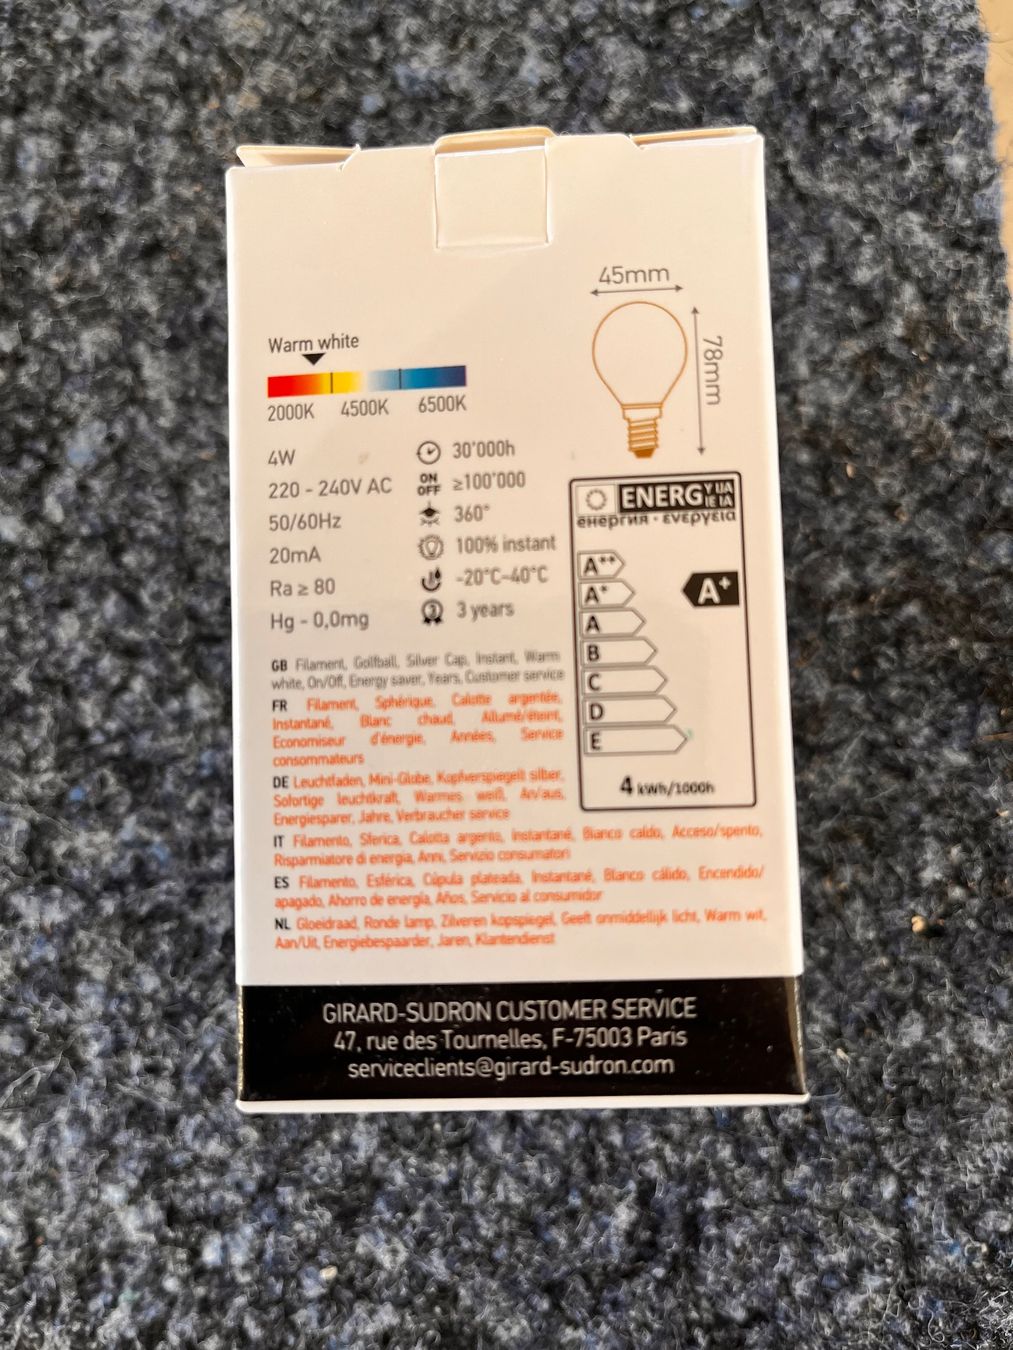 45mm
78mm
Warm white
2000K 4500K 6500K
4W
220 - 240V AC
50/60Hz
20mA
Ra ≥ 80
Hg - 0,0mg
30'000h
ON
OFF
≥100'000
360°
100% instant
-20°C-40°C
3 years
ENERG Y IJA
IE IA
енергия · ενεργεια
A++
A+
A
B
C
D
E
A+
4 kWh/1000h
GB Filament, Golfball, Silver Cap, Instant, Warm
white, On/Off, Energy saver, Years, Customer service
FR Filament, Sphérique, Calotte argentée,
Instantané, Blanc chaud, Allumé/éteint,
Economiseur d'énergie, Années, Service
consommateurs
DE Leuchtfaden, Mini-Globe, Kopfverspiegelt silber,
Sofortige leuchtkraft, Warmes weiß, An/aus,
Energiesparer, Jahre, Verbraucher service
IT Filamento, Sferica, Calotta argento, Instantané, Bianco caldo, Acceso/spento,
Risparmiatore di energia, Anni, Servizio consumatori
ES Filamento, Esférica, Cúpula plateada, Instantané, Blanco cálido, Encendido/
apagado, Ahorro de energía, Años, Servicio al consumidor
NL Gloeidraad, Ronde lamp, Zilveren kopspiegel, Geeft onmiddellijk licht, Warm wit,
Aan/Uit, Energiebespaarder, Jaren, Klantendienst
GIRARD-SUDRON CUSTOMER SERVICE
47, rue des Tournelles, F-75003 Paris
serviceclients@girard-sudron.com